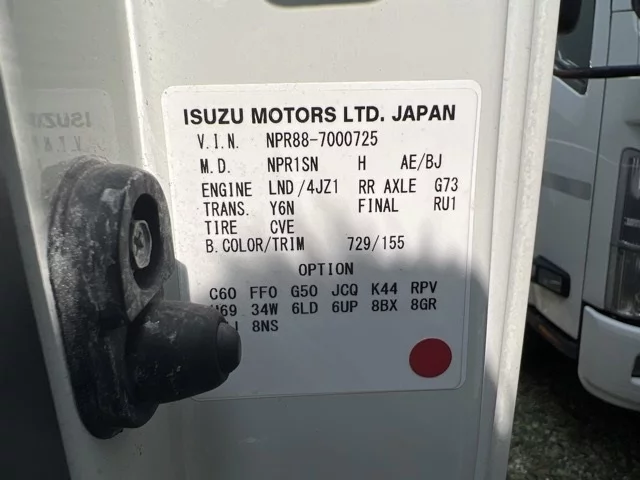 ISUZU MOTORS LTD. JAPAN
V.I.N. NPR88-7000725
M.D. NPR1SN H AE/BJ
ENGINE LND/4JZ1 RR AXLE G73
TRANS. Y6N FINAL RU1
TIRE CVE
B.COLOR/TRIM 729/155
OPTION
C60 FF0 G50 JCQ K44 RPV
34W 6LD 6UP 8BX 8GR
8NS